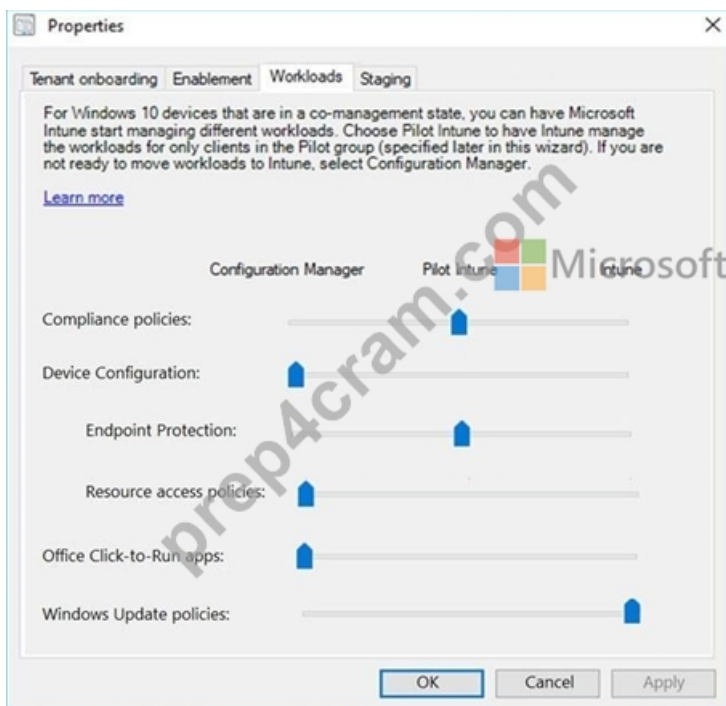 Properties
Tenant onboarding Enablement Workloads Staging
For Windows 10 devices that are in a co-management state, you can have Microsoft
Intune start managing different workloads. Choose Pilot Intune to have Intune manage
the workloads for only clients in the Pilot group (specified later in this wizard). If you are
not ready to move workloads to Intune, select Configuration Manager.
Learn more
Configuration Manager Pilot Intune Intune
Microsoft
Compliance policies:
Device Configuration:
Endpoint Protection:
Resource access policies:
Office Click-to-Run apps:
Windows Update policies:
OK Cancel Apply
prep4cram.com